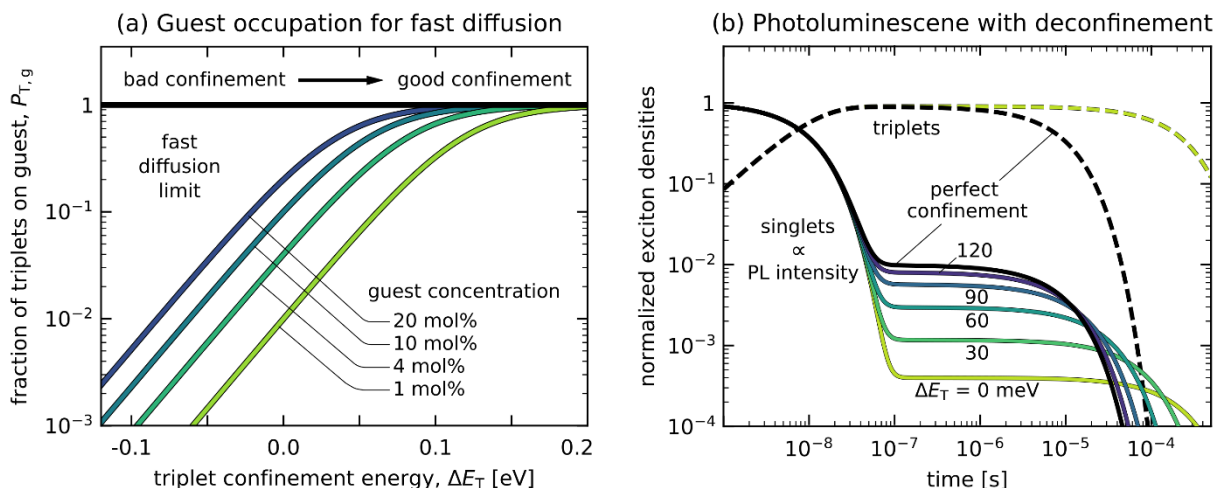 (a) Guest occupation for fast diffusion
fraction of triplets on guest, P_T,g
1
10⁻¹
10⁻²
10⁻³
bad confinement
good confinement
fast
diffusion
limit
guest concentration
20 mol%
10 mol%
4 mol%
1 mol%
-0.1
0.0
0.1
0.2
triplet confinement energy, ΔE_T [eV]
(b) Photoluminescene with deconfinement
normalized exciton densities
1
10⁻¹
10⁻²
10⁻³
10⁻⁴
triplets
perfect
confinement
singlets
∝
PL intensity
120
90
60
30
ΔE_T = 0 meV
10⁻⁸
10⁻⁷
10⁻⁶
10⁻⁵
10⁻⁴
time [s]